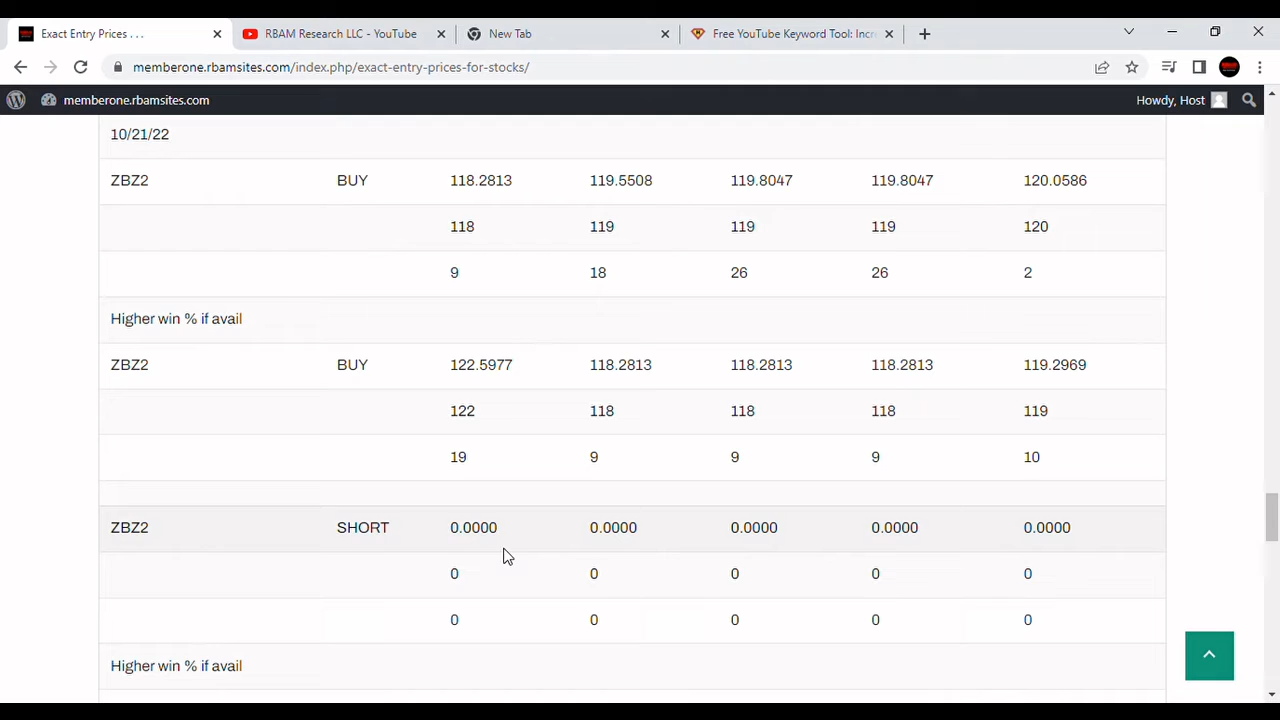 Exact Entry Prices . . .
RBAM Research LLC - YouTube
New Tab
Free YouTube Keyword Tool: Incr
memberone.rbamsites.com/index.php/exact-entry-prices-for-stocks/
memberone.rbamsites.com
Howdy, Host
10/21/22
ZBZ2 BUY 118.2813 119.5508 119.8047 119.8047 120.0586
118 119 119 119 120
9 18 26 26 2
Higher win % if avail
ZBZ2 BUY 122.5977 118.2813 118.2813 118.2813 119.2969
122 118 118 118 119
19 9 9 9 10
ZBZ2 SHORT 0.0000 0.0000 0.0000 0.0000 0.0000
0 0 0 0 0
0 0 0 0 0
Higher win % if avail